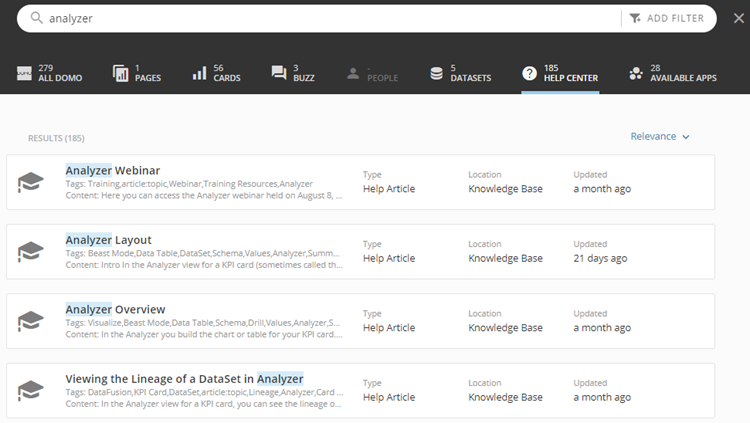 analyzer
ADD FILTER
279
ALL DOMO
1
PAGES
56
CARDS
3
BUZZ
-
PEOPLE
5
DATASETS
185
HELP CENTER
28
AVAILABLE APPS
RESULTS (185)
Relevance
Analyzer Webinar
Tags: Training,article:topic,Webinar,Training Resources,Analyzer
Content: Here you can access the Analyzer webinar held on August 8, ...
Type
Help Article
Location
Knowledge Base
Updated
a month ago
Analyzer Layout
Tags: Beast Mode,Data Table,DataSet,Schema,Values,Analyzer,Summ...
Content: Intro In the Analyzer view for a KPI card (sometimes called th...
Type
Help Article
Location
Knowledge Base
Updated
21 days ago
Analyzer Overview
Tags: Visualize,Beast Mode,Data Table,Schema,Drill,Values,Analyzer,S...
Content: In the Analyzer you build the chart or table for your KPI card....
Type
Help Article
Location
Knowledge Base
Updated
a month ago
Viewing the Lineage of a DataSet in Analyzer
Tags: DataFusion,KPI Card,DataSet,article:topic,Lineage,Analyzer,Card ...
Content: In the Analyzer view for a KPI card, you can see the lineage o...
Type
Help Article
Location
Knowledge Base
Updated
a month ago